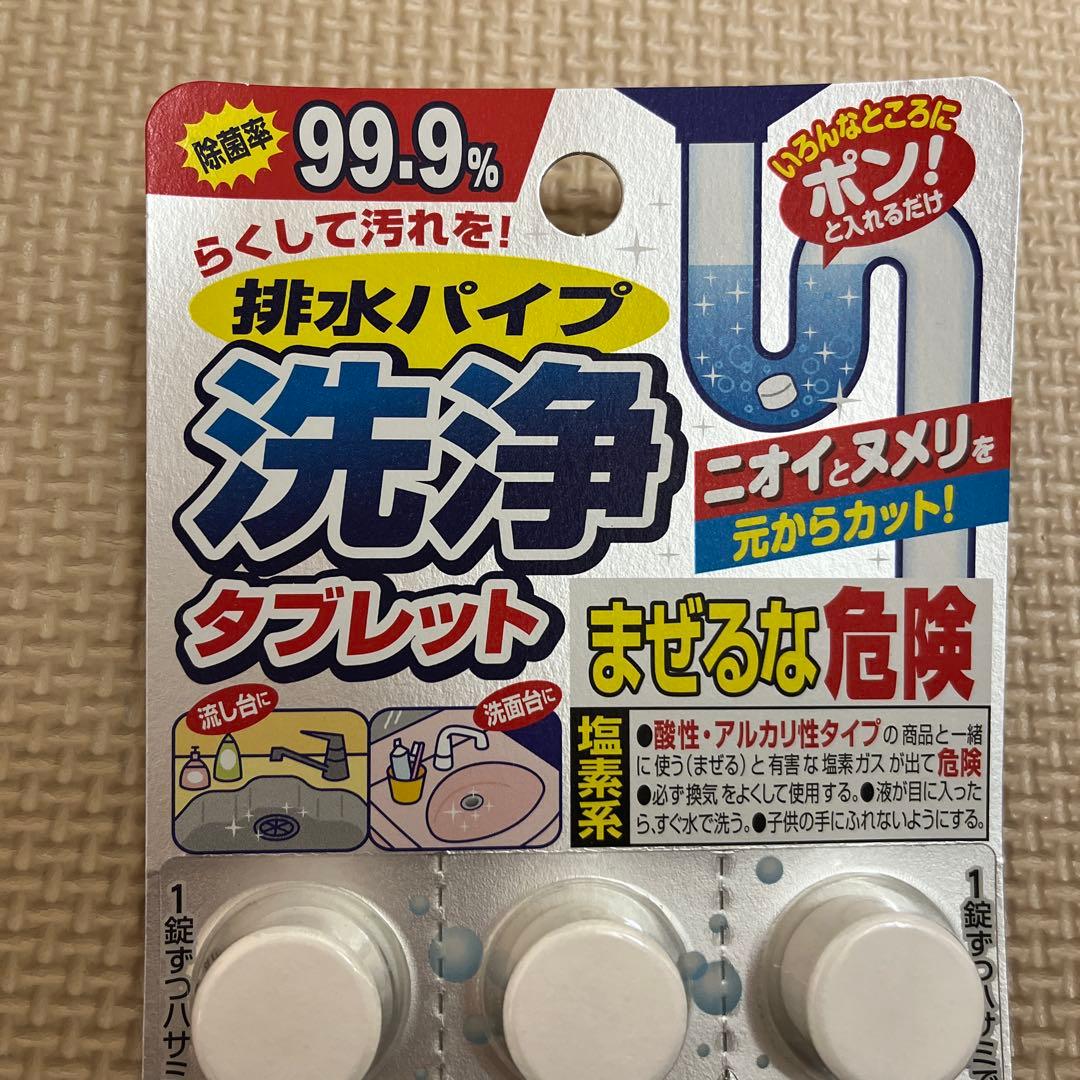 除菌率
99.9%
らくして汚れを!
排水パイプ
洗浄
タブレット
いろんなところに
ポン!
と入れるだけ
ニオイとヌメリを
元からカット!
流し台に
洗面台に
まぜるな危険
塩素系
●酸性・アルカリ性タイプの商品と一緒
に使う(まぜる)と有害な塩素ガスが出て危険
●必ず換気をよくして使用する。●液が目に入った
ら、すぐ水で洗う。●子供の手にふれないようにする。
1錠ずつハサミ
1錠ずつハサミで